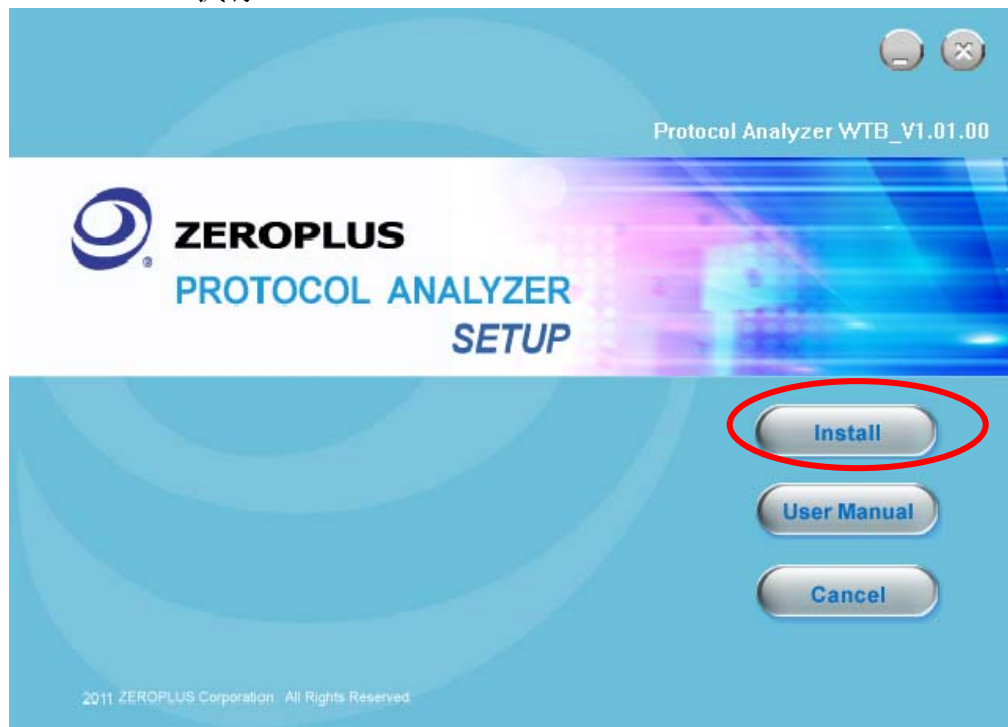 Protocol Analyzer WTB_V1.01.00
ZEROPLUS
®
PROTOCOL ANALYZER
SETUP
Install
User Manual
Cancel
2011 ZEROPLUS Corporation. All Rights Reserved.